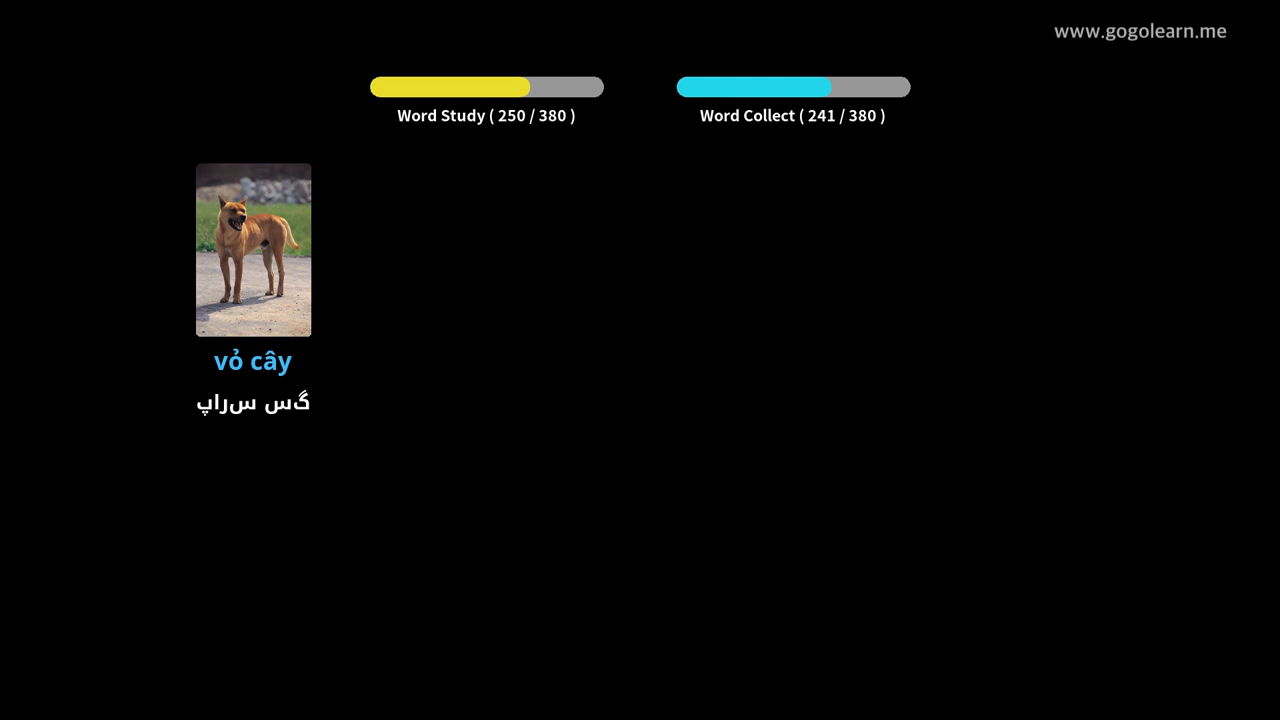 www.gogolearn.me
Word Study ( 250 / 380 )
Word Collect ( 241 / 380 )
vỏ cây
گس سراپ